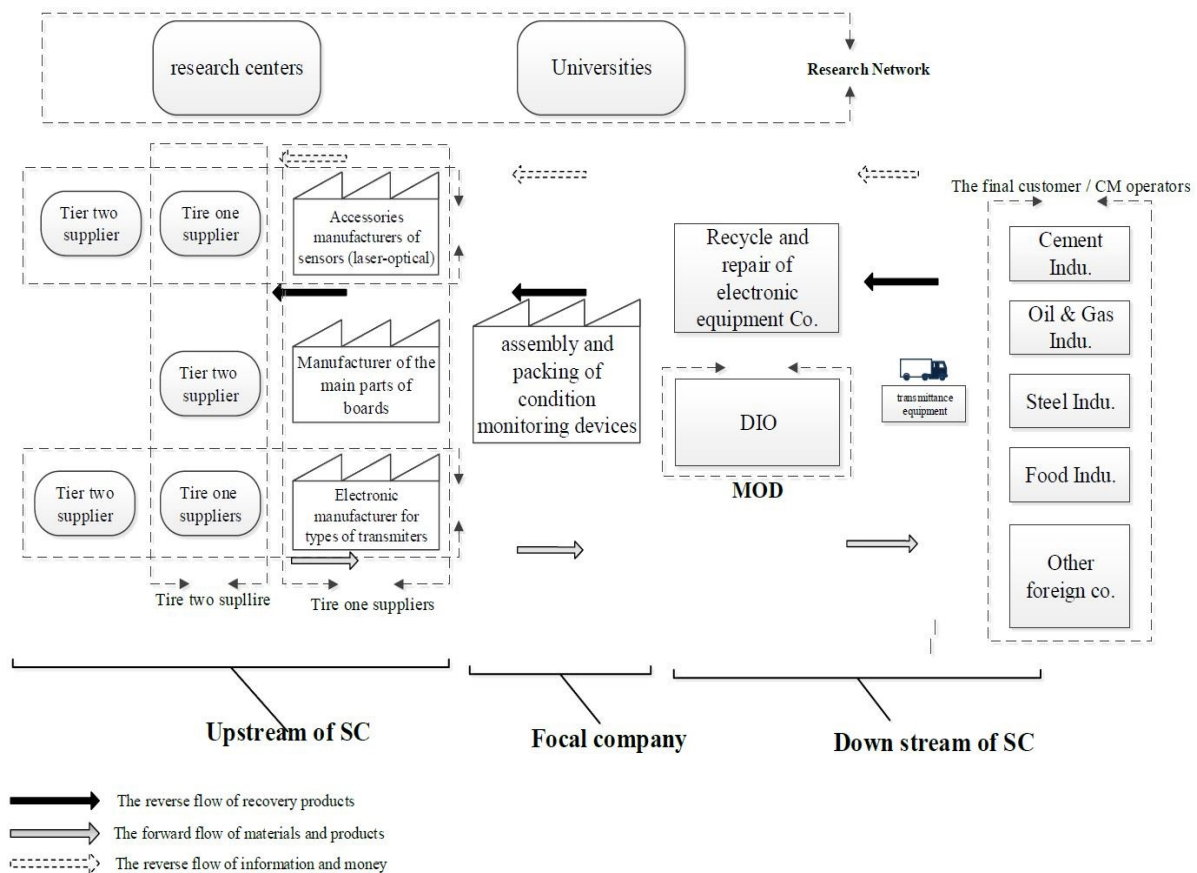 research centers
Universities
Research Network
Tier two
supplier
Tire one
supplier
Accessories
manufacturers of
sensors (laser-optical)
Tier two
supplier
Manufacturer of the
main parts of
boards
Tier two
supplier
Tire one
suppliers
Electronic
manufacturer for
types of transmiters
Tire two supllire
Tire one suppliers
assembly and
packing of
condition
monitoring devices
Recycle and
repair of
electronic
equipment Co.
DIO
MOD
transmittance
equipment
The final customer / CM operators
Cement
Indu.
Oil & Gas
Indu.
Steel Indu.
Food Indu.
Other
foreign co.
Upstream of SC
Focal company
Down stream of SC
The reverse flow of recovery products
The forward flow of materials and products
The reverse flow of information and money